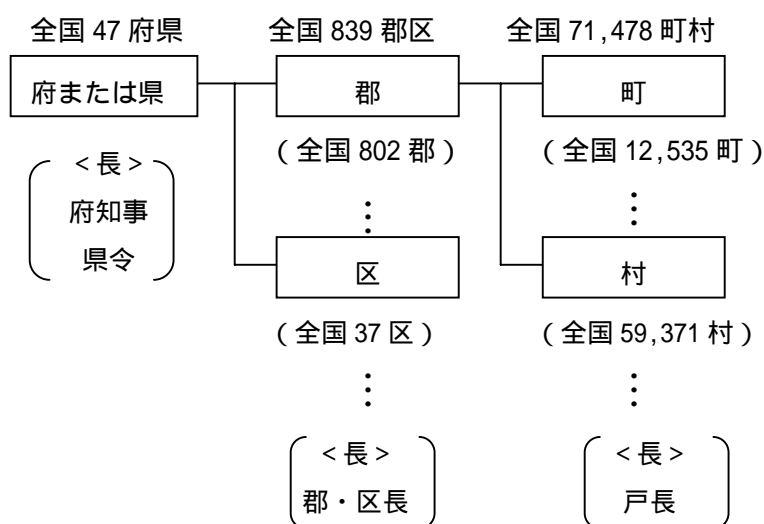 全国 47 府県
全国 839 郡区
全国 71,478 町村
府または県
郡
町
(全国 802 郡)
(全国 12,535 町)
<長>
府知事
県令
⋮
⋮
区
村
(全国 37 区)
(全国 59,371 村)
⋮
⋮
<長>
郡・区長
<長>
戸長